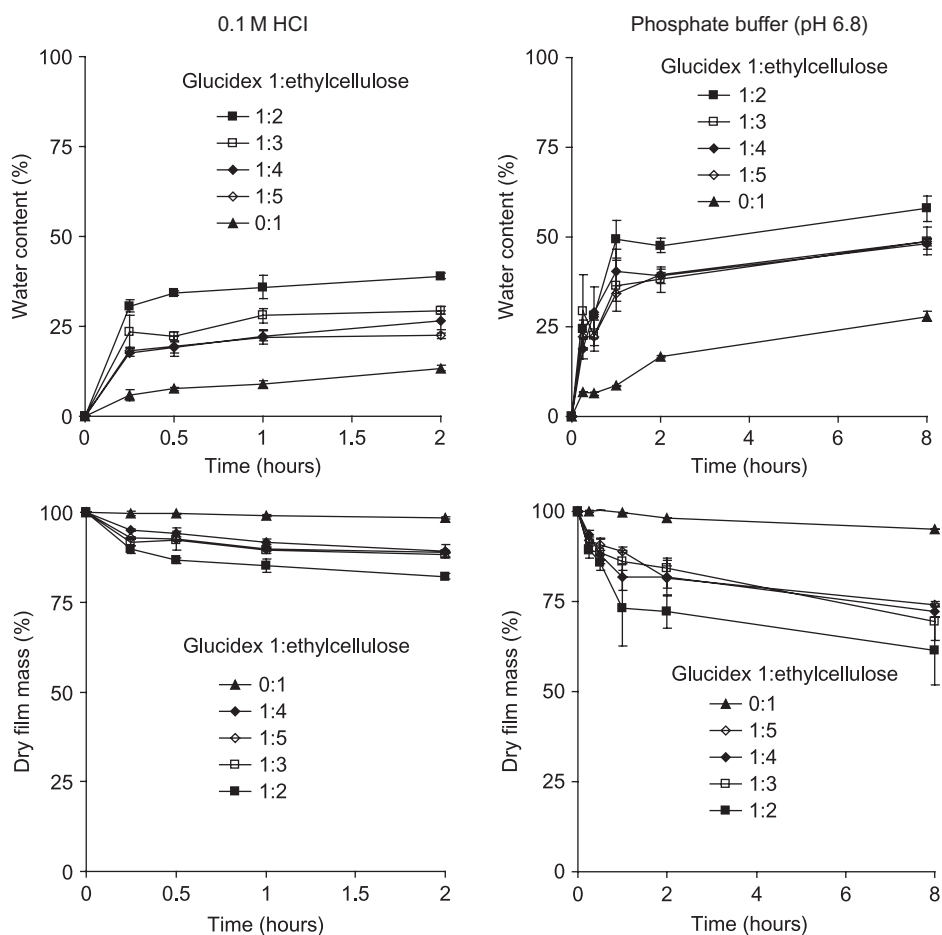 0.1 M HCl
Water content (%)
100
75
50
25
0
Glucidex 1:ethylcellulose
1:2
1:3
1:4
1:5
0:1
0 0.5 1 1.5 2
Time (hours)
Phosphate buffer (pH 6.8)
Water content (%)
100
75
50
25
0
Glucidex 1:ethylcellulose
1:2
1:3
1:4
1:5
0:1
0 2 4 6 8
Time (hours)
Dry film mass (%)
100
75
50
25
0
Glucidex 1:ethylcellulose
0:1
1:4
1:5
1:3
1:2
0 0.5 1 1.5 2
Time (hours)
Dry film mass (%)
100
75
50
25
0
Glucidex 1:ethylcellulose
0:1
1:5
1:4
1:3
1:2
0 2 4 6 8
Time (hours)